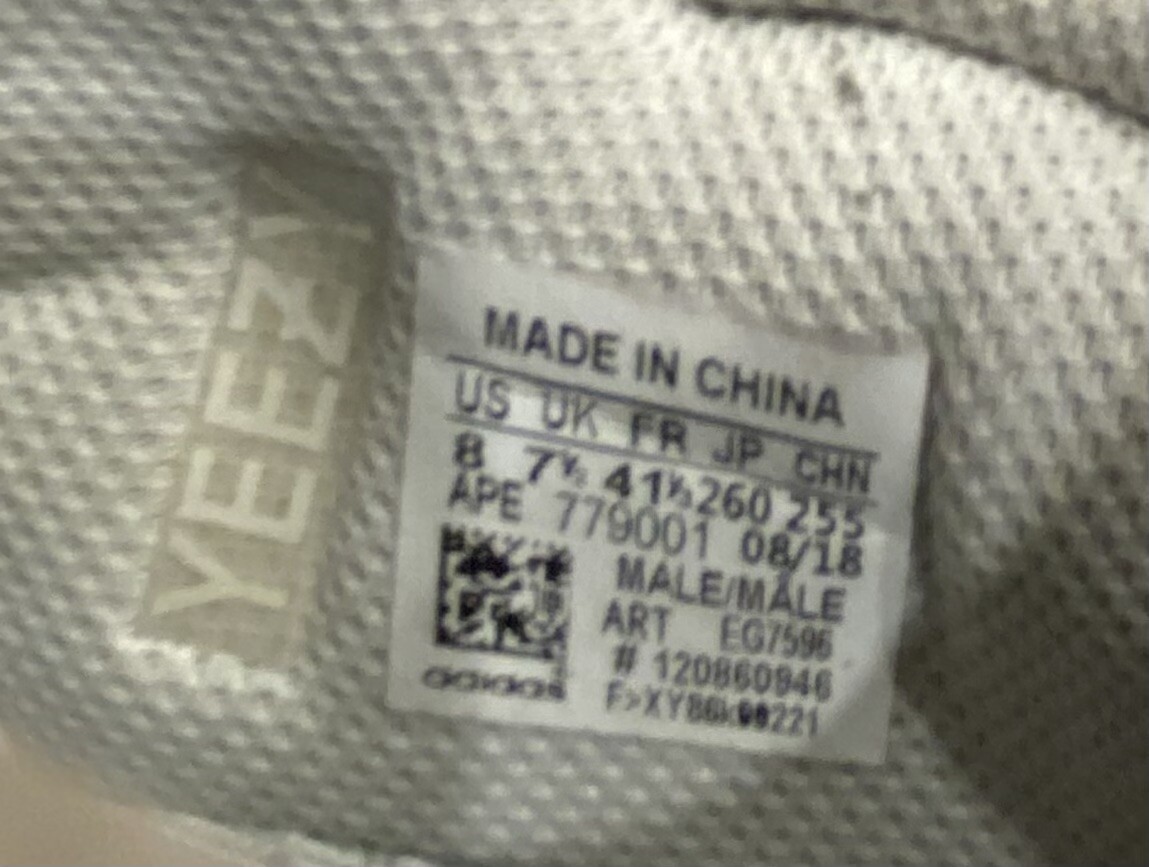 YEEZY
MADE IN CHINA
US UK FR JP CHN
8 7½ 41⅓ 260 255
APE 779001 08/18
MALE/MÂLE
ART EG7596
# 120860946
adidas